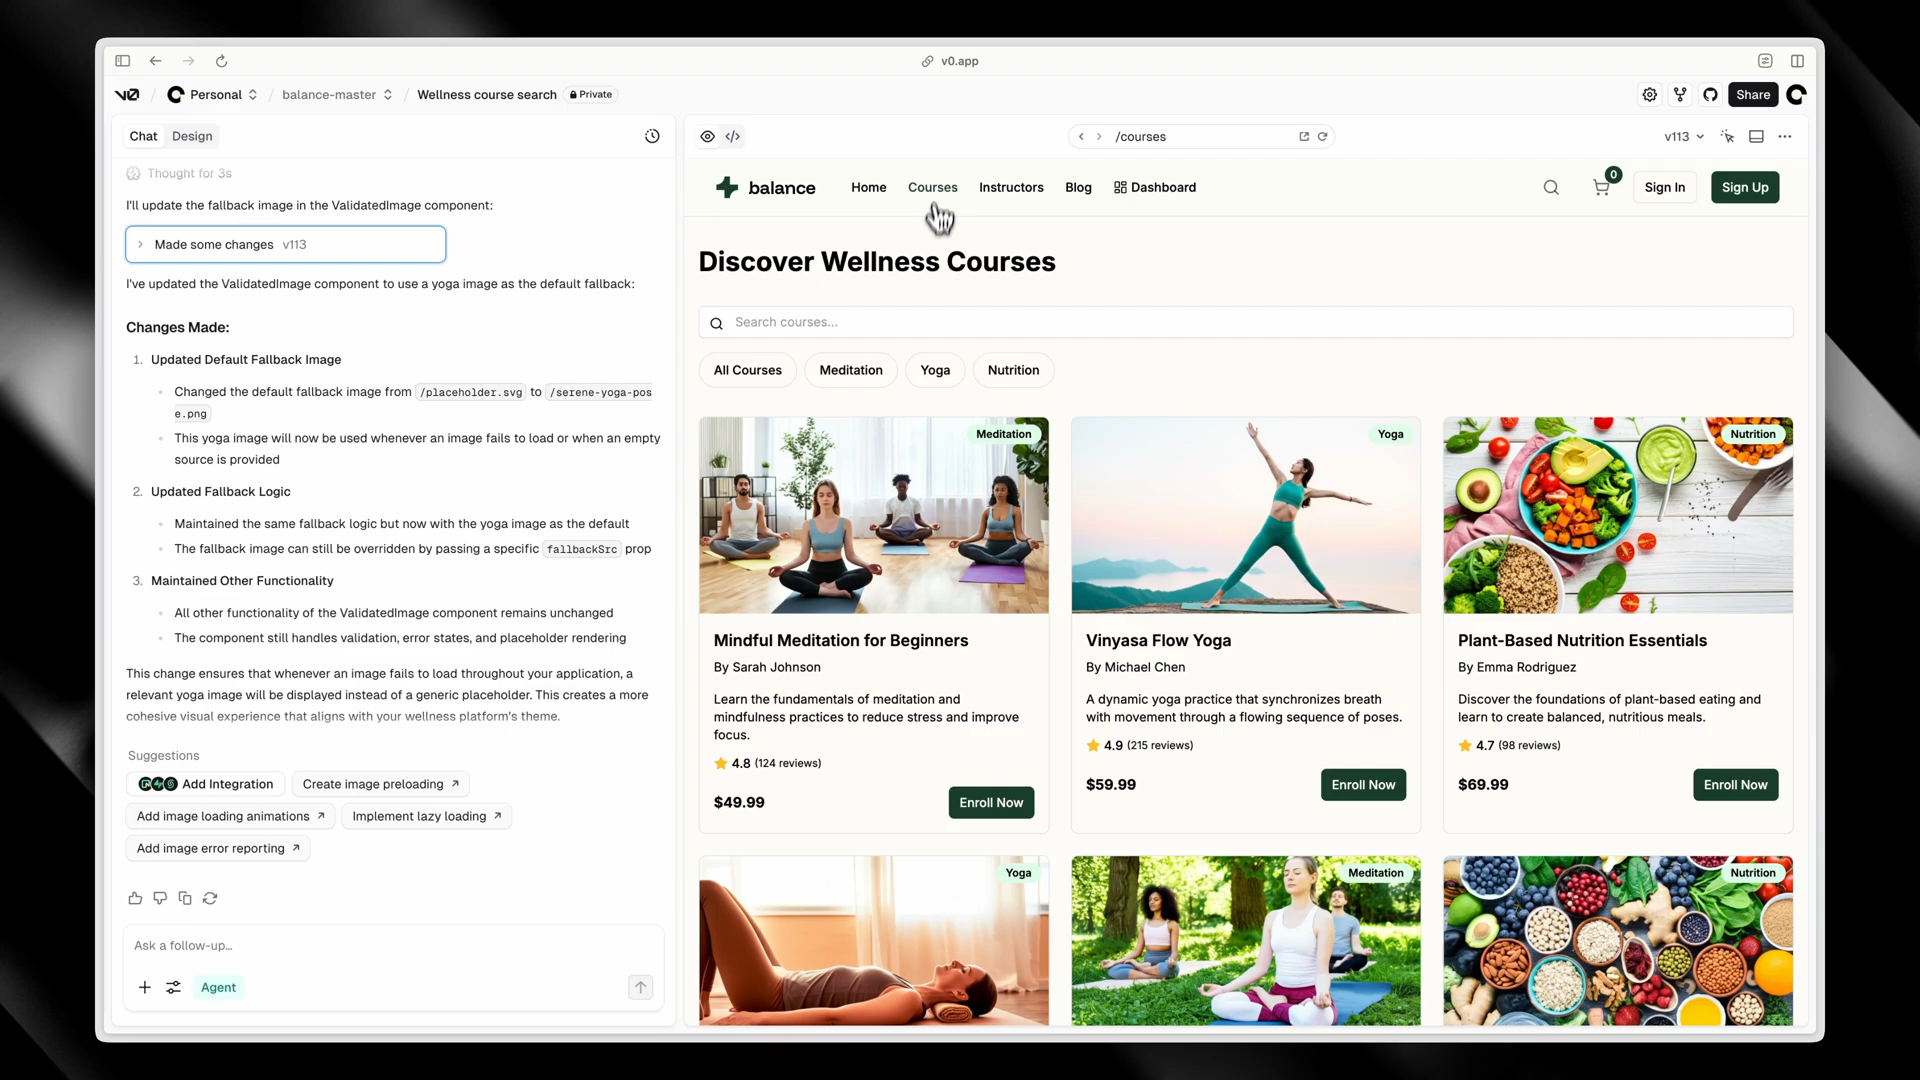 v0.app
v0 / Personal / balance-master / Wellness course search Private
Share
Chat Design
Thought for 3s
I'll update the fallback image in the ValidatedImage component:
Made some changes v113
I've updated the ValidatedImage component to use a yoga image as the default fallback:
Changes Made:
1. Updated Default Fallback Image
Changed the default fallback image from /placeholder.svg to /serene-yoga-pos
e.png
This yoga image will now be used whenever an image fails to load or when an empty
source is provided
2. Updated Fallback Logic
Maintained the same fallback logic but now with the yoga image as the default
The fallback image can still be overridden by passing a specific fallbackSrc prop
3. Maintained Other Functionality
All other functionality of the ValidatedImage component remains unchanged
The component still handles validation, error states, and placeholder rendering
This change ensures that whenever an image fails to load throughout your application, a
relevant yoga image will be displayed instead of a generic placeholder. This creates a more
cohesive visual experience that aligns with your wellness platform's theme.
Suggestions
Add Integration Create image preloading
Add image loading animations Implement lazy loading
Add image error reporting
Ask a follow-up...
Agent
/courses
v113
balance Home Courses Instructors Blog Dashboard
0
Sign In Sign Up
Discover Wellness Courses
Search courses...
All Courses Meditation Yoga Nutrition
Meditation
Mindful Meditation for Beginners
By Sarah Johnson
Learn the fundamentals of meditation and
mindfulness practices to reduce stress and improve
focus.
4.8 (124 reviews)
$49.99 Enroll Now
Yoga
Vinyasa Flow Yoga
By Michael Chen
A dynamic yoga practice that synchronizes breath
with movement through a flowing sequence of poses.
4.9 (215 reviews)
$59.99 Enroll Now
Nutrition
Plant-Based Nutrition Essentials
By Emma Rodriguez
Discover the foundations of plant-based eating and
learn to create balanced, nutritious meals.
4.7 (98 reviews)
$69.99 Enroll Now
Yoga
Meditation
Nutrition